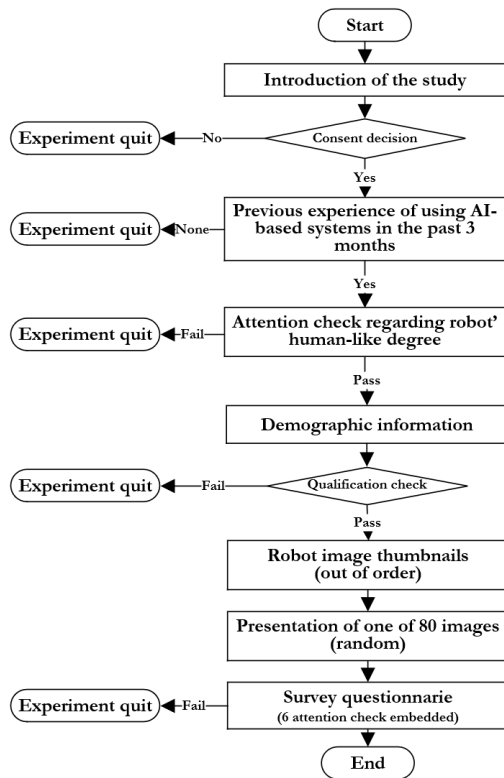 Start
Introduction of the study
Experiment quit
No
Consent decision
Yes
Previous experience of using AI-
based systems in the past 3
months
Experiment quit
None
Yes
Attention check regarding robot'
human-like degree
Experiment quit
Fail
Pass
Demographic information
Experiment quit
Fail
Qualification check
Pass
Robot image thumbnails
(out of order)
Presentation of one of 80 images
(random)
Experiment quit
Fail
Survey questionnarie
(6 attention check embedded)
End